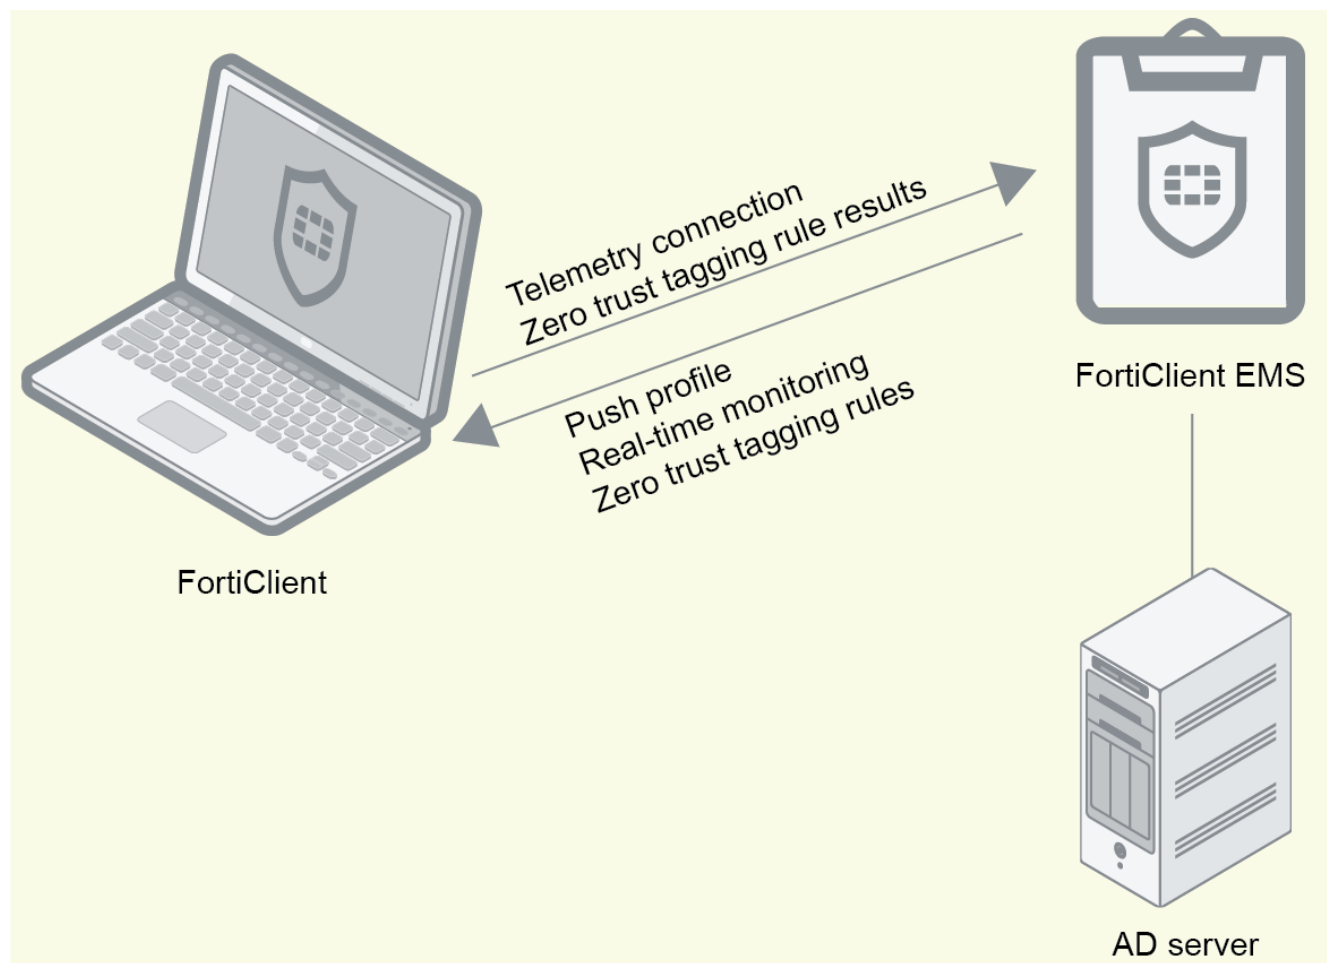 Telemetry connection
Zero trust tagging rule results
Push profile
Real-time monitoring
Zero trust tagging rules
FortiClient EMS
FortiClient
AD server